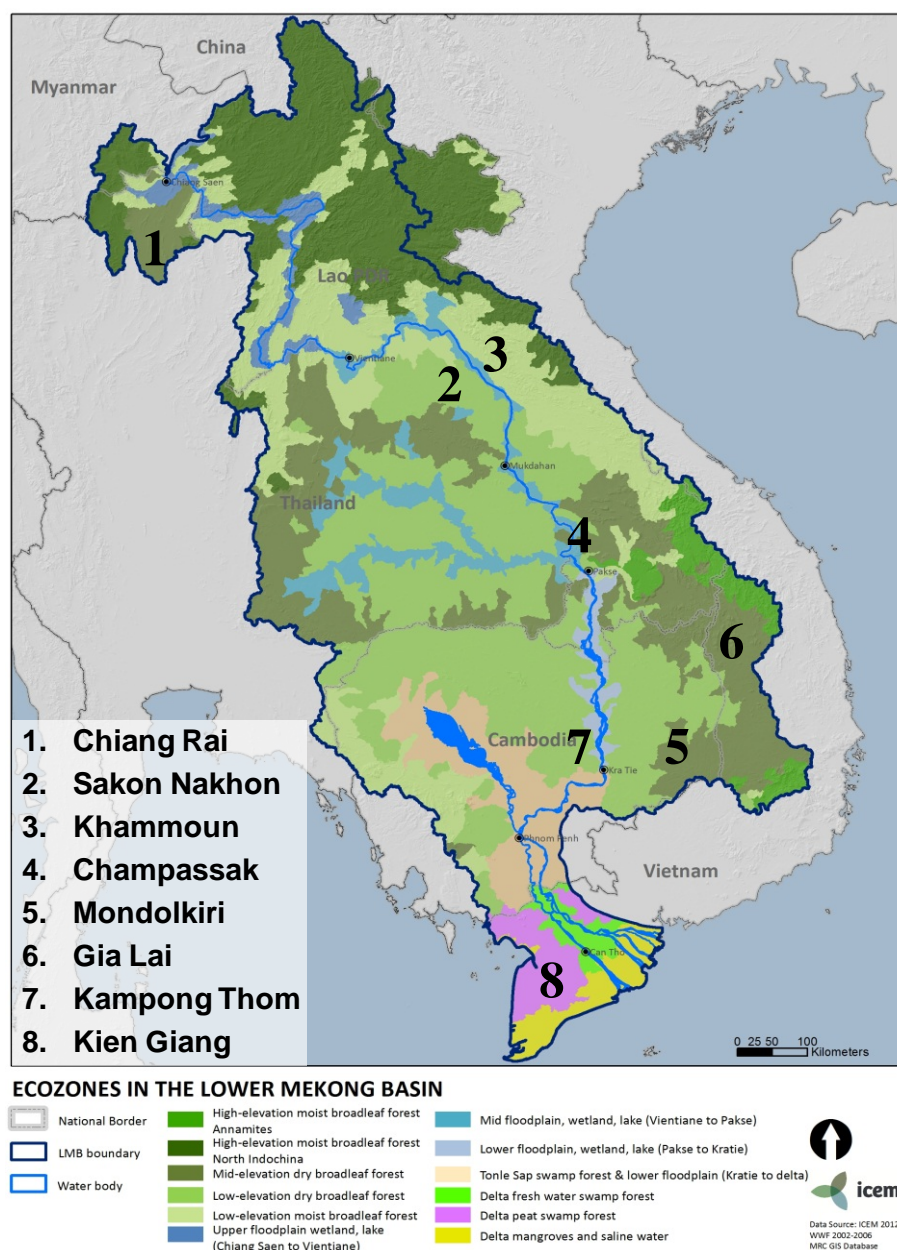 China
Myanmar
Chiang Saen
1
Lao PDR
3
Vientiane
2
Mukdahan
Thailand
4
Pakse
6
1. Chiang Rai
2. Sakon Nakhon
3. Khammoun
4. Champassak
5. Mondolkiri
6. Gia Lai
7. Kampong Thom
8. Kien Giang
Cambodia
7
5
Kra Tie
Phnom Penh
Vietnam
Can Tho
8
0 25 50 100
Kilometers
ECOZONES IN THE LOWER MEKONG BASIN
National Border
LMB boundary
Water body
High-elevation moist broadleaf forest
Annamites
High-elevation moist broadleaf forest
North Indochina
Mid-elevation dry broadleaf forest
Low-elevation dry broadleaf forest
Low-elevation moist broadleaf forest
Upper floodplain wetland, lake
(Chiang Saen to Vientiane)
Mid floodplain, wetland, lake (Vientiane to Pakse)
Lower floodplain, wetland, lake (Pakse to Kratie)
Tonle Sap swamp forest & lower floodplain (Kratie to delta)
Delta fresh water swamp forest
Delta peat swamp forest
Delta mangroves and saline water
icem
Data Source: ICEM 2012
WWF 2002-2006
MRC GIS Database